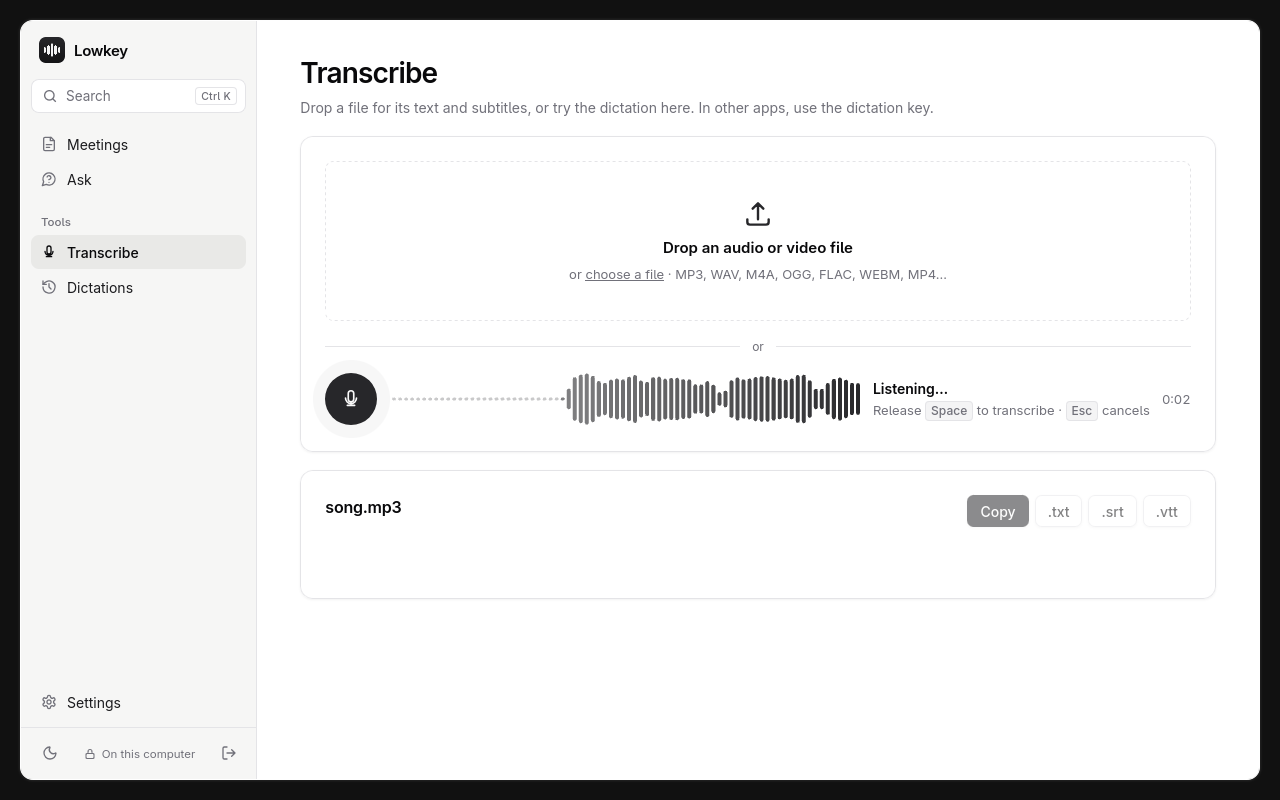 Lowkey
Search Ctrl K
Meetings
Ask
Tools
Transcribe
Dictations
Settings
On this computer
Transcribe
Drop a file for its text and subtitles, or try the dictation here. In other apps, use the dictation key.
Drop an audio or video file
or choose a file · MP3, WAV, M4A, OGG, FLAC, WEBM, MP4...
or
Listening...
Release Space to transcribe · Esc cancels
0:02
song.mp3
Copy .txt .srt .vtt